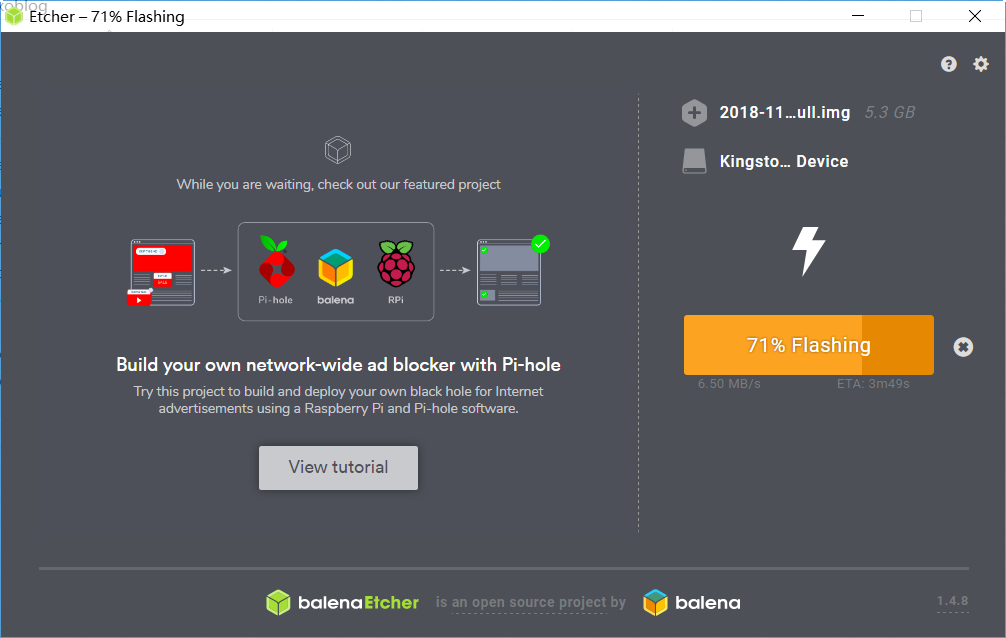 Etcher – 71% Flashing
While you are waiting, check out our featured project
Pi-hole
balena
RPi
Build your own network-wide ad blocker with Pi-hole
Try this project to build and deploy your own black hole for Internet
advertisements using a Raspberry Pi and Pi-hole software.
View tutorial
2018-11...ull.img 5.3 GB
Kingsto... Device
71% Flashing
6.50 MB/s ETA: 3m49s
balenaEtcher is an open source project by balena
1.4.8